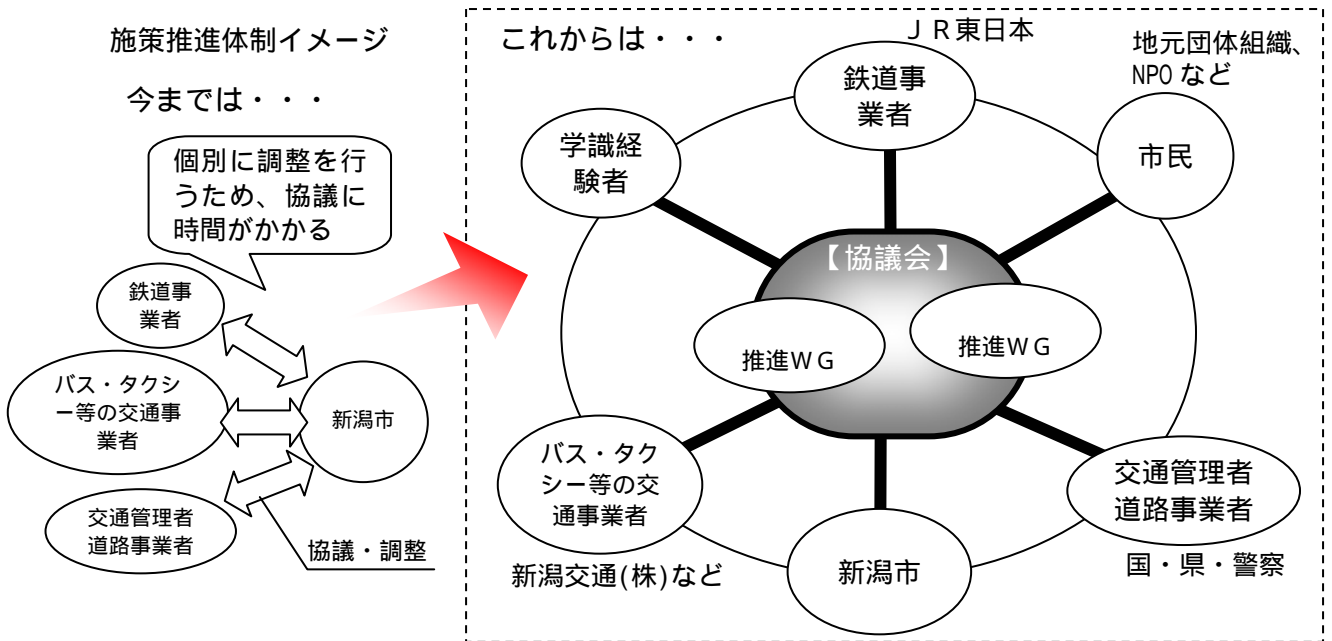 施策推進体制イメージ
今までは・・・
個別に調整を行
うため、協議に
時間がかかる
鉄道事
業者
バス・タクシ
ー等の交通事
業者
新潟市
交通管理者
道路事業者
協議・調整
これからは・・・
ＪＲ東日本
地元団体組織、
NPO など
鉄道事
業者
学識経
験者
市民
【協議会】
推進ＷＧ
推進ＷＧ
バス・タク
シー等の交
通事業者
新潟交通(株)など
新潟市
交通管理者
道路事業者
国・県・警察